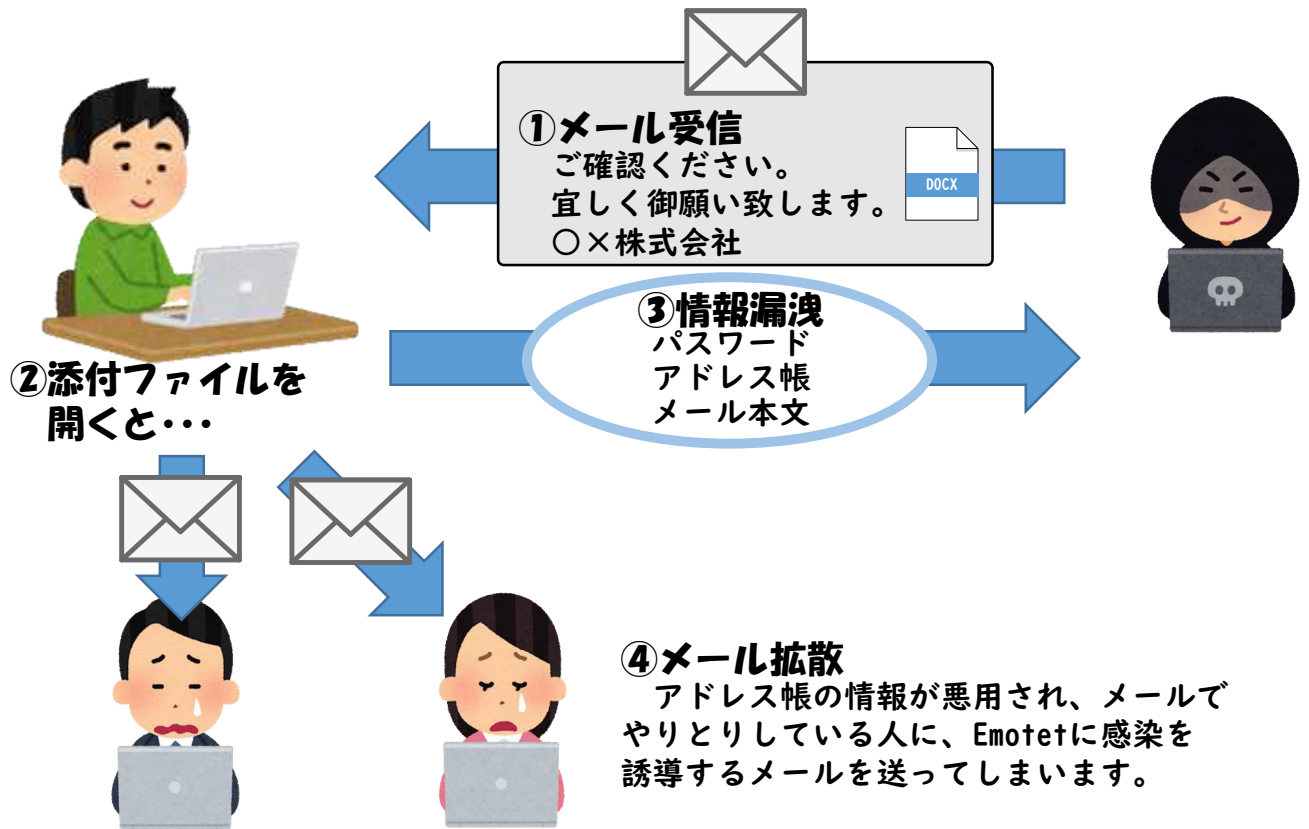 ①メール受信
ご確認ください。
宜しく御願い致します。
○×株式会社
DOCX
③情報漏洩
パスワード
アドレス帳
メール本文
②添付ファイルを
開くと・・・
④メール拡散
アドレス帳の情報が悪用され、メールで
やりとりしている人に、Emotetに感染を
誘導するメールを送ってしまいます。